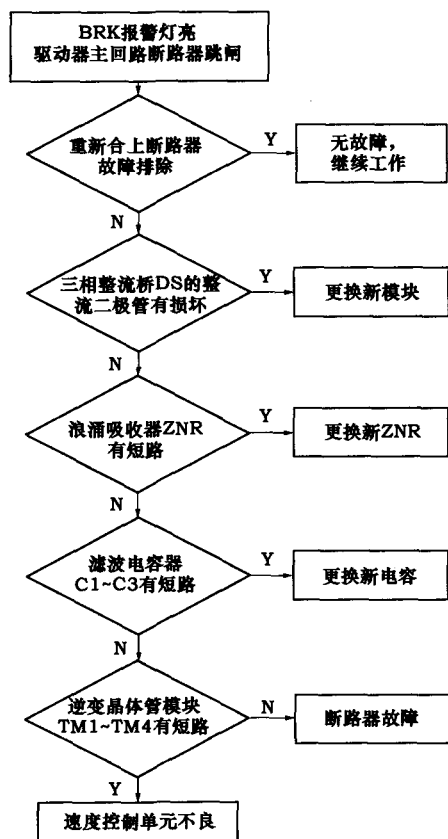 BRK报警灯亮
驱动器主回路断路器跳闸
重新合上断路器
故障排除
Y
无故障，
继续工作
N
三相整流桥DS的整
流二极管有损坏
Y
更换新模块
N
浪涌吸收器ZNR
有短路
Y
更换新ZNR
N
滤波电容器
C1~C3有短路
Y
更换新电容
N
逆变晶体管模块
TM1~TM4有短路
N
断路器故障
Y
速度控制单元不良